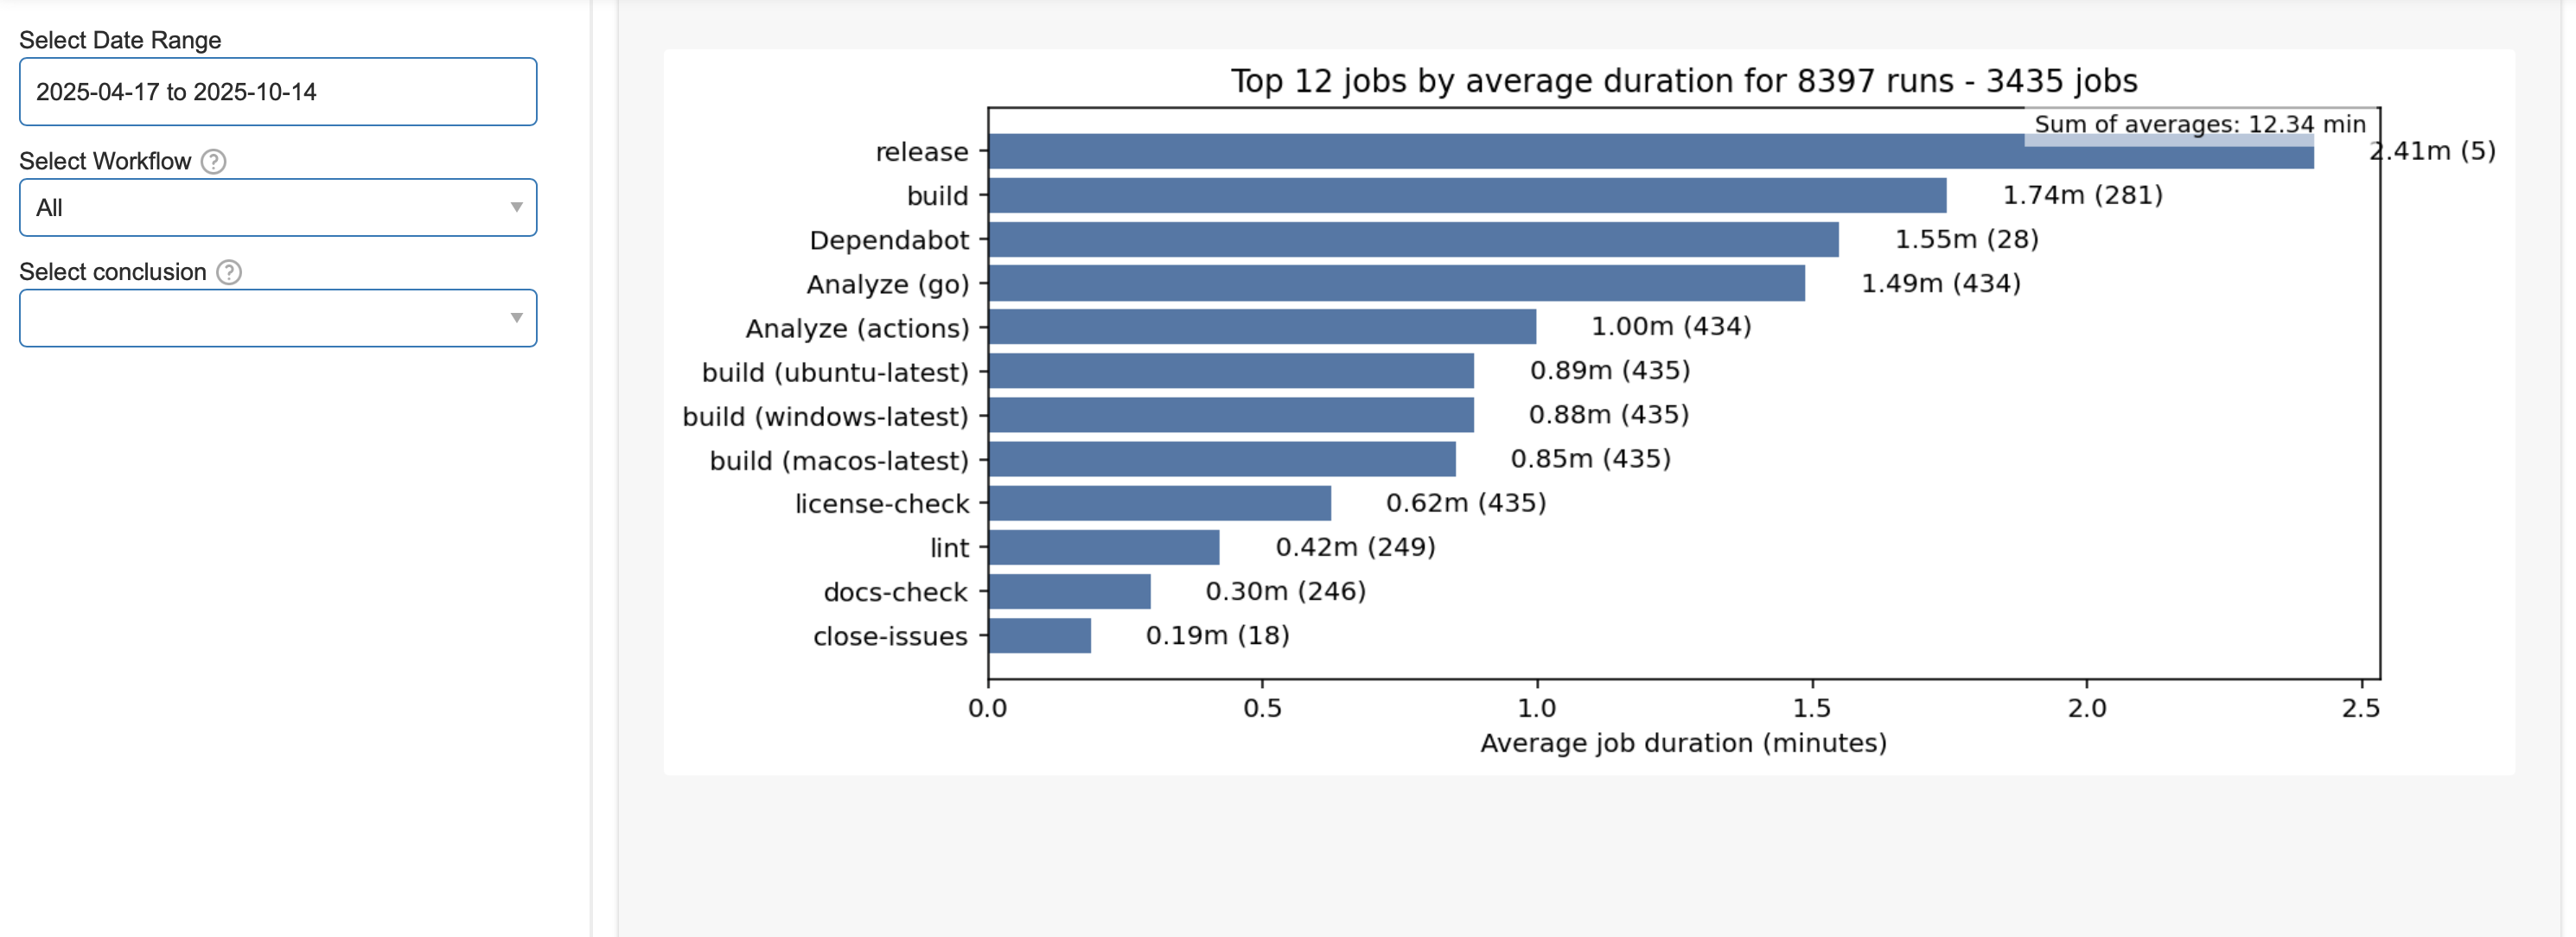 Select Date Range
2025-04-17 to 2025-10-14
Select Workflow ?
All
Select conclusion ?
Top 12 jobs by average duration for 8397 runs - 3435 jobs
Sum of averages: 12.34 min
release 2.41m (5)
build 1.74m (281)
Dependabot 1.55m (28)
Analyze (go) 1.49m (434)
Analyze (actions) 1.00m (434)
build (ubuntu-latest) 0.89m (435)
build (windows-latest) 0.88m (435)
build (macos-latest) 0.85m (435)
license-check 0.62m (435)
lint 0.42m (249)
docs-check 0.30m (246)
close-issues 0.19m (18)
0.0 0.5 1.0 1.5 2.0 2.5
Average job duration (minutes)